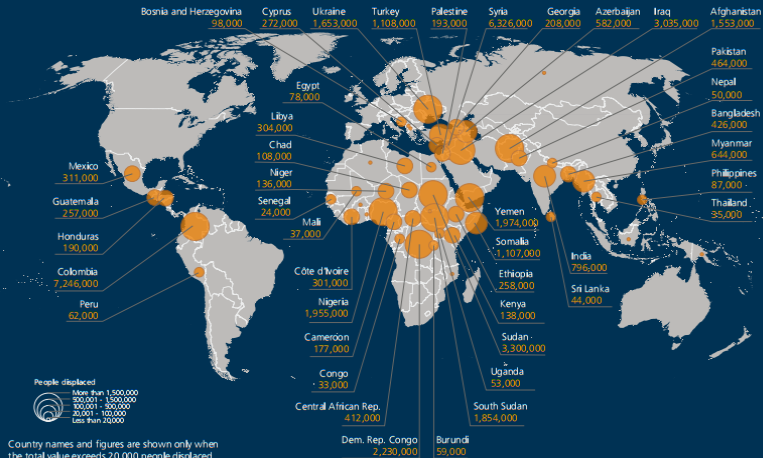 Bosnia and Herzegovina
98,000
Cyprus
272,000
Ukraine
1,653,000
Turkey
1,108,000
Palestine
193,000
Syria
6,326,000
Georgia
208,000
Azerbaijan
582,000
Iraq
3,035,000
Afghanistan
1,553,000
Pakistan
464,000
Nepal
50,000
Bangladesh
426,000
Myanmar
644,000
Philippines
87,000
Thailand
35,000
Egypt
78,000
Libya
304,000
Chad
108,000
Niger
136,000
Senegal
24,000
Mali
37,000
Côte d'Ivoire
301,000
Nigeria
1,955,000
Cameroon
177,000
Congo
33,000
Central African Rep.
412,000
Dem. Rep. Congo
2,230,000
Burundi
59,000
South Sudan
1,854,000
Uganda
53,000
Sudan
3,300,000
Kenya
138,000
Ethiopia
258,000
Somalia
1,107,000
Yemen
1,974,000
India
796,000
Sri Lanka
44,000
Mexico
311,000
Guatemala
257,000
Honduras
190,000
Colombia
7,246,000
Peru
62,000
People displaced
More than 1,500,000
500,001 - 1,500,000
100,001 - 500,000
20,001 - 100,000
Less than 20,000
Country names and figures are shown only when
the total value exceeds 20,000 people displaced